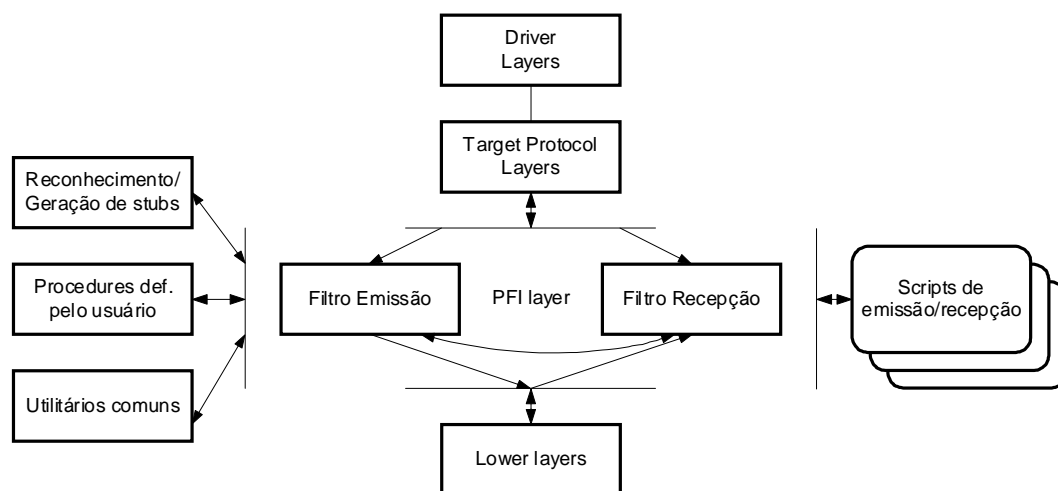 Driver
Layers
Target Protocol
Layers
Reconhecimento/
Geração de stubs
Procedures def.
pelo usuário
Utilitários comuns
Filtro Emissão
PFI layer
Filtro Recepção
Scripts de
emissão/recepção
Lower layers